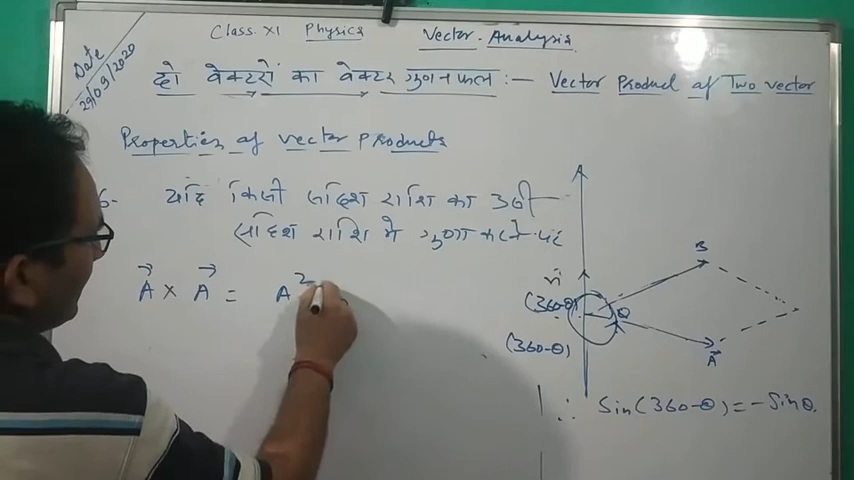 Class. XI Physics Vector. Analysis
Date
29/09/2020
दो वेक्टरों का वेक्टर गुणनफल :— Vector Product of Two vector
Properties of vector Products
6- यदि किसी सदिश राशि का उसी
सदिश राशि से गुणा करने पर
A × A = A²
B
n̂
(360-θ)
θ
(360-θ)
A
∴ Sin(360-θ) = -Sinθ.